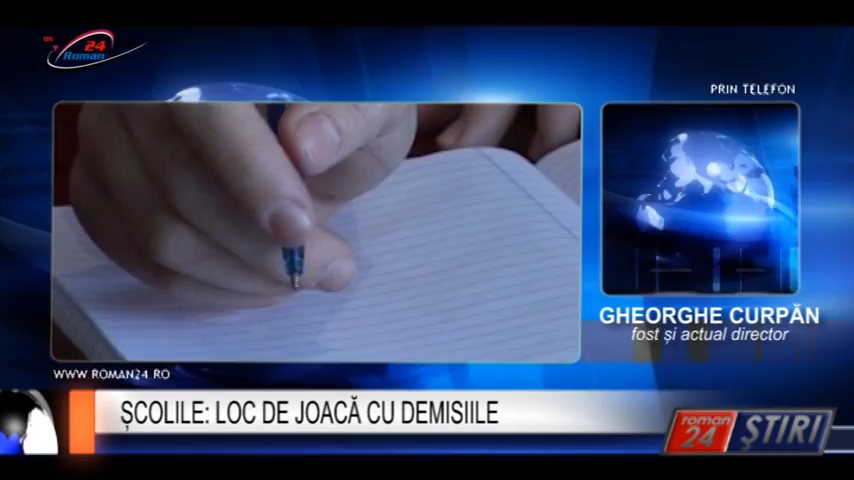 24
Roman
PRIN TELEFON
GHEORGHE CURPĂN
fost și actual director
WWW.ROMAN24.RO
ȘCOLILE: LOC DE JOACĂ CU DEMISIILE
roman
24
ȘTIRI